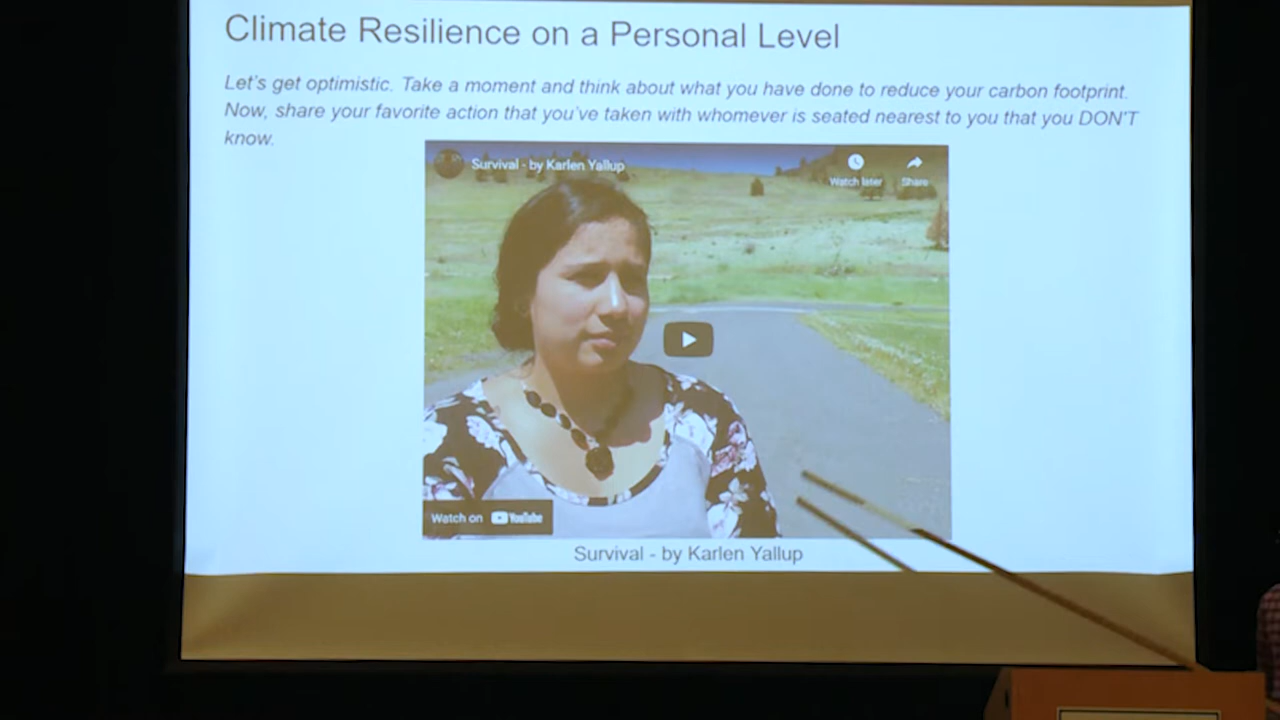 Climate Resilience on a Personal Level
Let's get optimistic. Take a moment and think about what you have done to reduce your carbon footprint.
Now, share your favorite action that you've taken with whomever is seated nearest to you that you DON'T
know.
Survival - by Karlen Yallup
Watch later
Share
Watch on YouTube
Survival - by Karlen Yallup